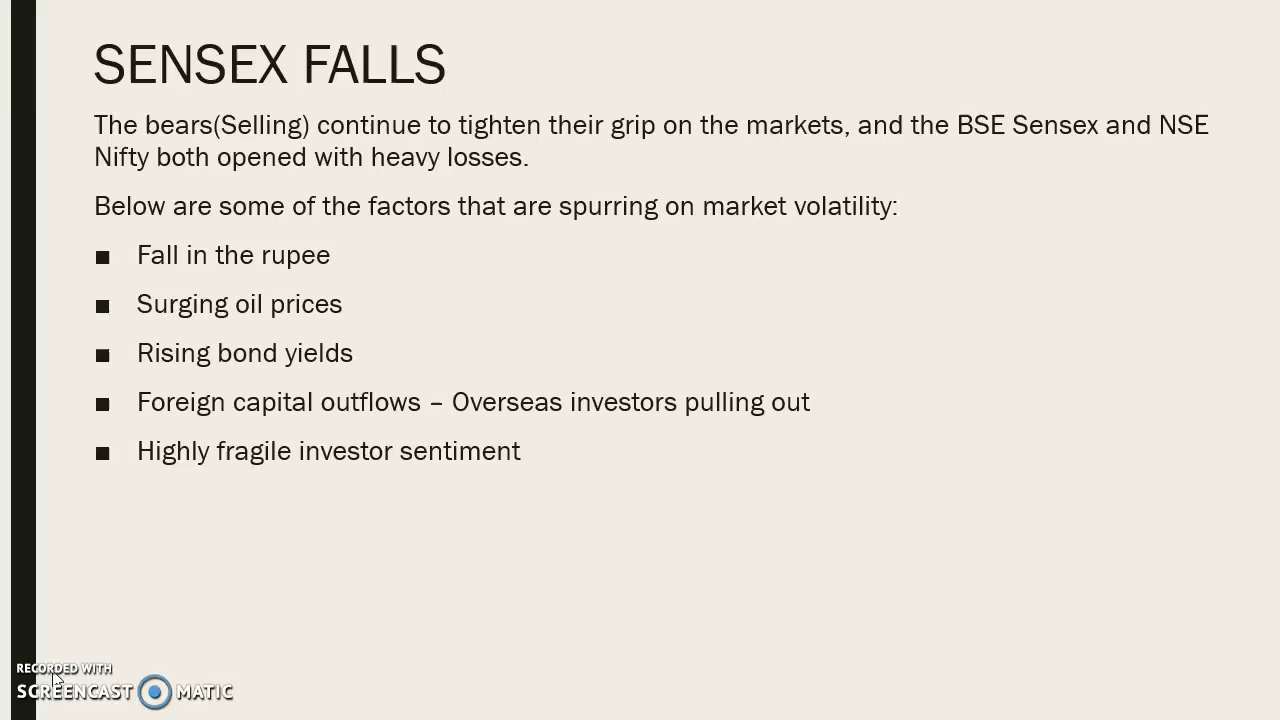 SENSEX FALLS
The bears(Selling) continue to tighten their grip on the markets, and the BSE Sensex and NSE
Nifty both opened with heavy losses.
Below are some of the factors that are spurring on market volatility:
■ Fall in the rupee
■ Surging oil prices
■ Rising bond yields
■ Foreign capital outflows – Overseas investors pulling out
■ Highly fragile investor sentiment
RECORDED WITH
SCREENCAST MATIC